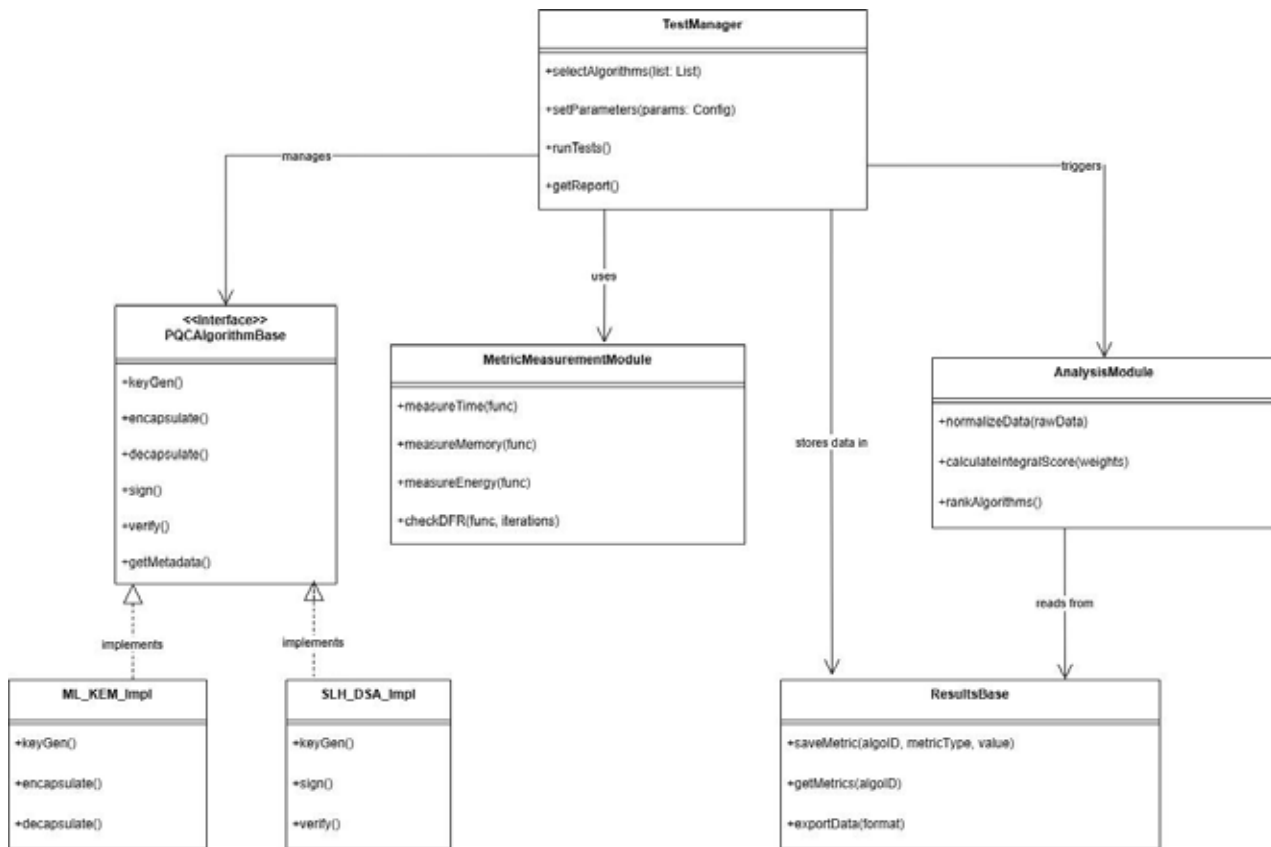 TestManager
+selectAlgorithms(list: List)
+setParameters(params: Config)
+runTests()
+getReport()
manages
triggers
uses
stores data in
<<Interface>>
PQCAlgorithmBase
+keyGen()
+encapsulate()
+decapsulate()
+sign()
+verify()
+getMetadata()
MetricMeasurementModule
+measureTime(func)
+measureMemory(func)
+measureEnergy(func)
+checkDFR(func, iterations)
AnalysisModule
+normalizeData(rawData)
+calculateIntegralScore(weights)
+rankAlgorithms()
implements
implements
reads from
ML_KEM_Impl
+keyGen()
+encapsulate()
+decapsulate()
SLH_DSA_Impl
+keyGen()
+sign()
+verify()
ResultsBase
+saveMetric(algoID, metricType, value)
+getMetrics(algoID)
+exportData(format)